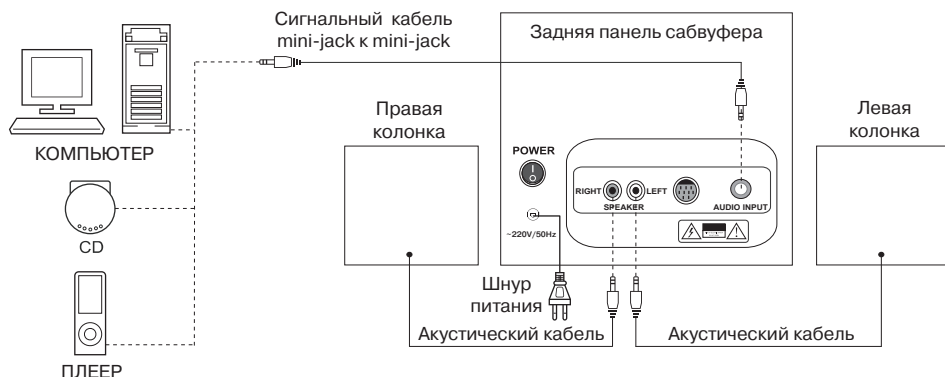 Сигнальный кабель
mini-jack к mini-jack
Задняя панель сабвуфера
Правая
колонка
Левая
колонка
КОМПЬЮТЕР
POWER
RIGHT
LEFT
SPEAKER
AUDIO INPUT
CD
~220V/50Hz
Шнур
питания
Акустический кабель
Акустический кабель
ПЛЕЕР